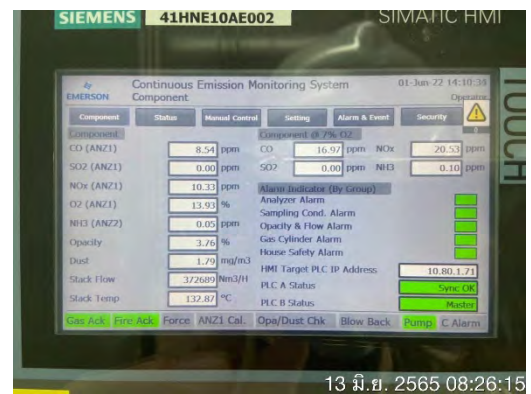 SIEMENS 41HNE10AE002 SIMATIC HMI
TOUCH
EMERSON Continuous Emission Monitoring System 01-Jun-22 14:10:35
Component Operator
Component Status Manual Control Setting Alarm & Event Security
Component Component @ 7% O2
CO (ANZ1) 8.54 ppm CO 16.97 ppm NOx 20.53 ppm
SO2 (ANZ1) 0.00 ppm SO2 0.00 ppm NH3 0.10 ppm
NOx (ANZ1) 10.33 ppm Alarm Indicator (By Group)
O2 (ANZ1) 13.93 % Analyzer Alarm
Sampling Cond. Alarm
NH3 (ANZ2) 0.05 ppm Opacity & Flow Alarm
Opacity 3.76 % Gas Cylinder Alarm
House Safety Alarm
Dust 1.79 mg/m3 HMI Target PLC IP Address 10.80.1.71
Stack Flow 372689 Nm3/H PLC A Status Sync OK
Stack Temp 132.87 °C PLC B Status Master
Gas Ack Fire Ack Force ANZ1 Cal. Opa/Dust Chk Blow Back Pump C Alarm
13 มิ.ย. 2565 08:26:15